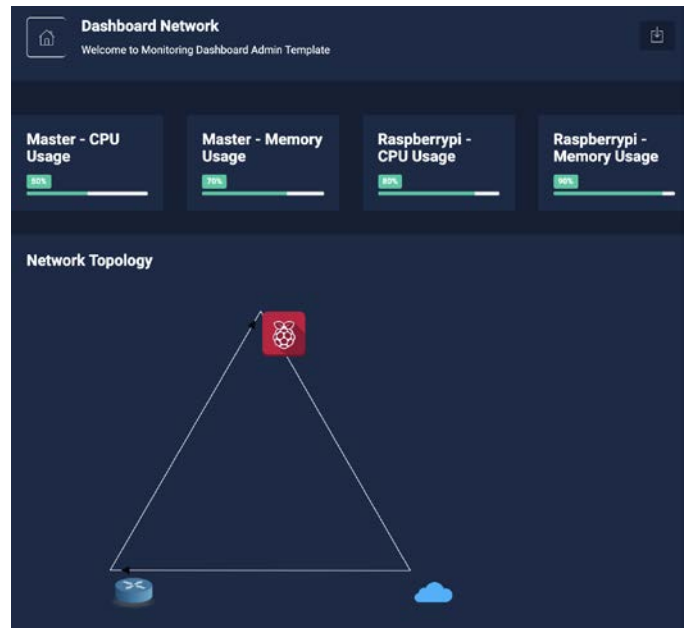 Dashboard Network
Welcome to Monitoring Dashboard Admin Template
Master - CPU
Usage
50%
Master - Memory
Usage
70%
Raspberrypi -
CPU Usage
80%
Raspberrypi -
Memory Usage
90%
Network Topology